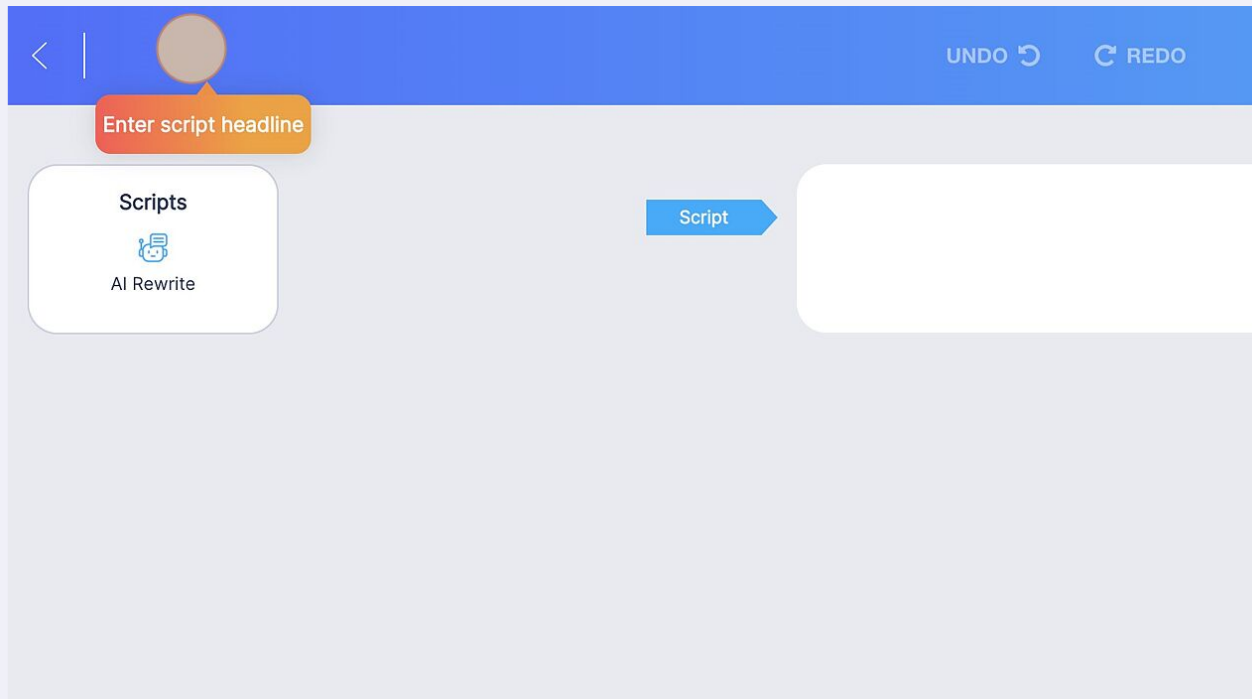 UNDO
REDO
Enter script headline
Scripts
AI Rewrite
Script